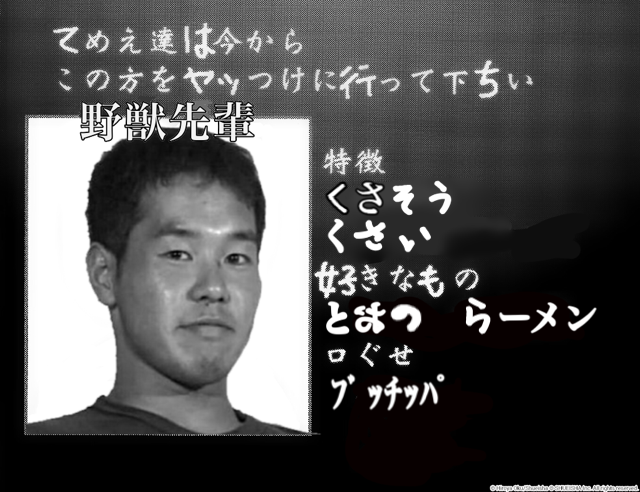 てめえ達は今から
この方をヤッつけに行って下ちい
野獣先輩
特徴
くさそう
くさい
好きなもの
とおの らーメン
口ぐせ
ブッチッパ